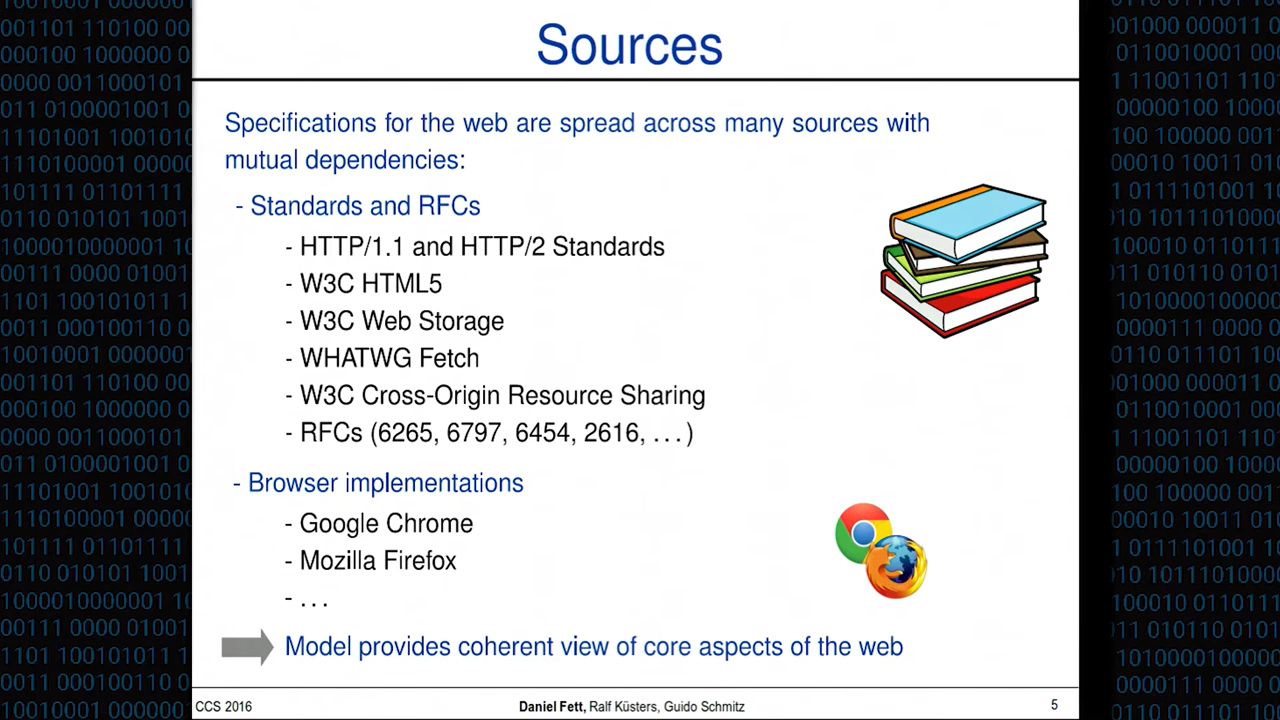 Sources
Specifications for the web are spread across many sources with
mutual dependencies:
- Standards and RFCs
- HTTP/1.1 and HTTP/2 Standards
- W3C HTML5
- W3C Web Storage
- WHATWG Fetch
- W3C Cross-Origin Resource Sharing
- RFCs (6265, 6797, 6454, 2616, . . . )
- Browser implementations
- Google Chrome
- Mozilla Firefox
- . . .
Model provides coherent view of core aspects of the web
CCS 2016
Daniel Fett, Ralf Küsters, Guido Schmitz
5